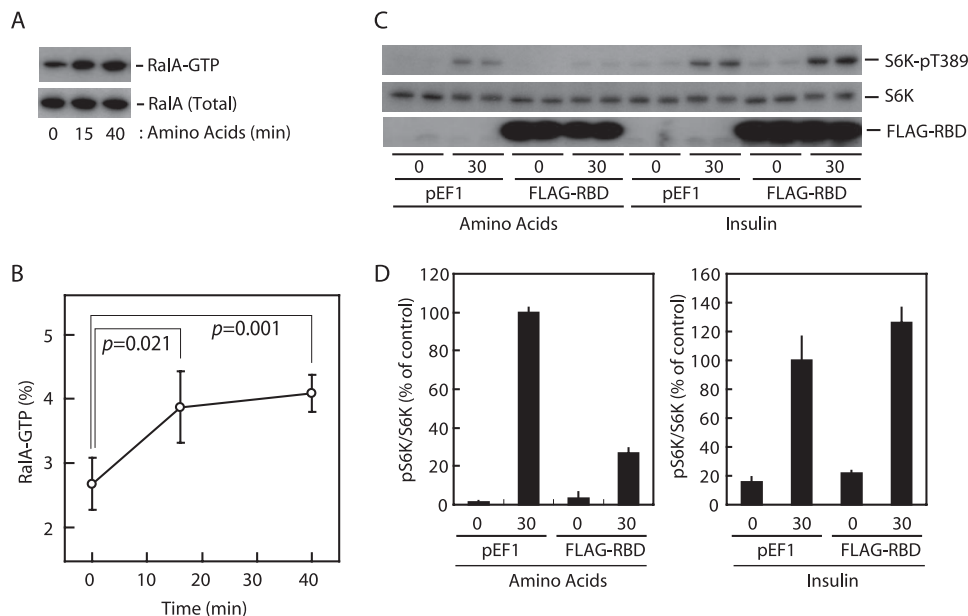 A
RalA-GTP
RalA (Total)
0 15 40 : Amino Acids (min)
B
RalA-GTP (%)
5
4
3
2
p=0.021
p=0.001
0 10 20 30 40
Time (min)
C
S6K-pT389
S6K
FLAG-RBD
0 30 0 30 0 30 0 30
pEF1 FLAG-RBD pEF1 FLAG-RBD
Amino Acids Insulin
D
pS6K/S6K (% of control)
120
100
80
60
40
20
0
0 30 0 30
pEF1 FLAG-RBD
Amino Acids
pS6K/S6K (% of control)
160
140
120
100
80
60
40
20
0
0 30 0 30
pEF1 FLAG-RBD
Insulin